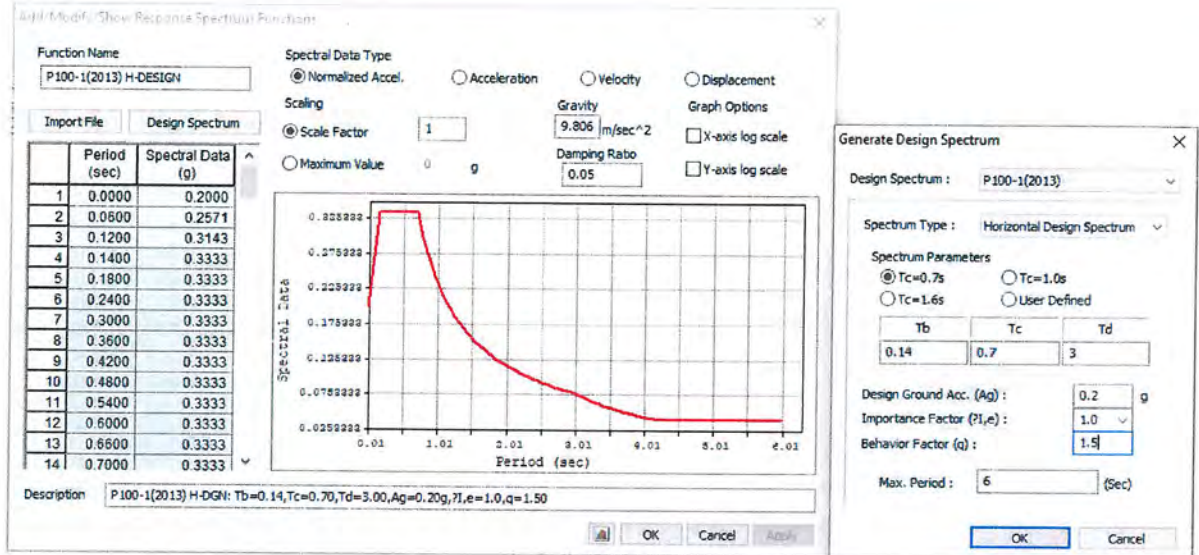 Add/Modify/Show Response Spectrum Functions
Function Name
P100-1(2013) H-DESIGN
Import File Design Spectrum
Period (sec) Spectral Data (g)
1 0.0000 0.2000
2 0.0600 0.2571
3 0.1200 0.3143
4 0.1400 0.3333
5 0.1800 0.3333
6 0.2400 0.3333
7 0.3000 0.3333
8 0.3600 0.3333
9 0.4200 0.3333
10 0.4800 0.3333
11 0.5400 0.3333
12 0.6000 0.3333
13 0.6600 0.3333
14 0.7000 0.3333
Spectral Data Type
Normalized Accel. Acceleration Velocity Displacement
Scaling
Scale Factor 1
Maximum Value 0 g
Gravity
9.806 m/sec^2
Damping Ratio
0.05
Graph Options
X-axis log scale
Y-axis log scale
Spectral Data
0.01 1.01 2.01 3.01 4.01 5.01 6.01
Period (sec)
Description P100-1(2013) H-DGN: Tb=0.14,Tc=0.70,Td=3.00,Ag=0.20g,?I,e=1.0,q=1.50
OK Cancel Apply
Generate Design Spectrum
Design Spectrum : P100-1(2013)
Spectrum Type : Horizontal Design Spectrum
Spectrum Parameters
Tc=0.7s Tc=1.0s
Tc=1.6s User Defined
Tb Tc Td
0.14 0.7 3
Design Ground Acc. (Ag) : 0.2 g
Importance Factor (?I,e) : 1.0
Behavior Factor (q) : 1.5
Max. Period : 6 (Sec)
OK Cancel